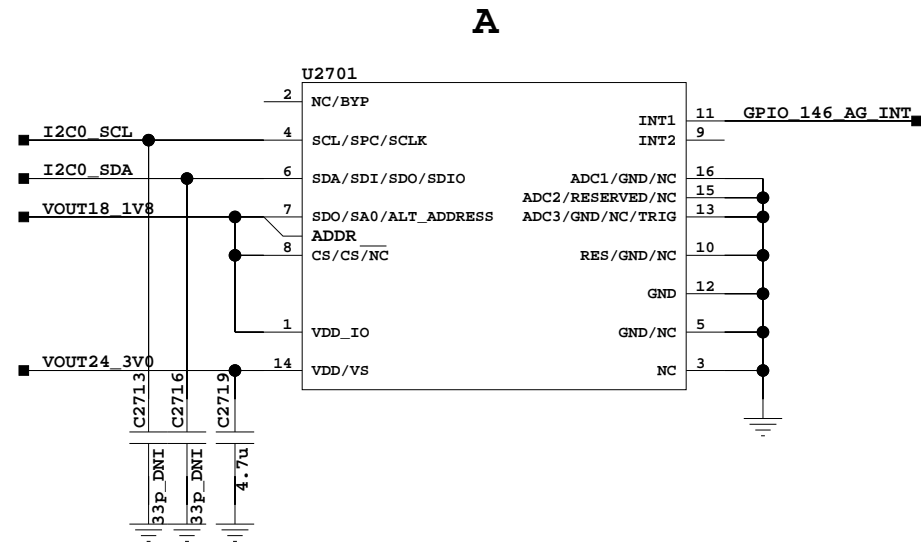 A
U2701
2 NC/BYP
INT1 11 GPIO_146_AG_INT
I2C0_SCL 4 SCL/SPC/SCLK
INT2 9
I2C0_SDA 6 SDA/SDI/SDO/SDIO
ADC1/GND/NC 16
ADC2/RESERVED/NC 15
VOUT18_1V8 7 SDO/SA0/ALT_ADDRESS
ADC3/GND/NC/TRIG 13
ADDR
8 CS/CS/NC
RES/GND/NC 10
GND 12
1 VDD_IO
GND/NC 5
VOUT24_3V0 14 VDD/VS
NC 3
C2713
C2716
C2719
33p_DNI
33p_DNI
4.7u